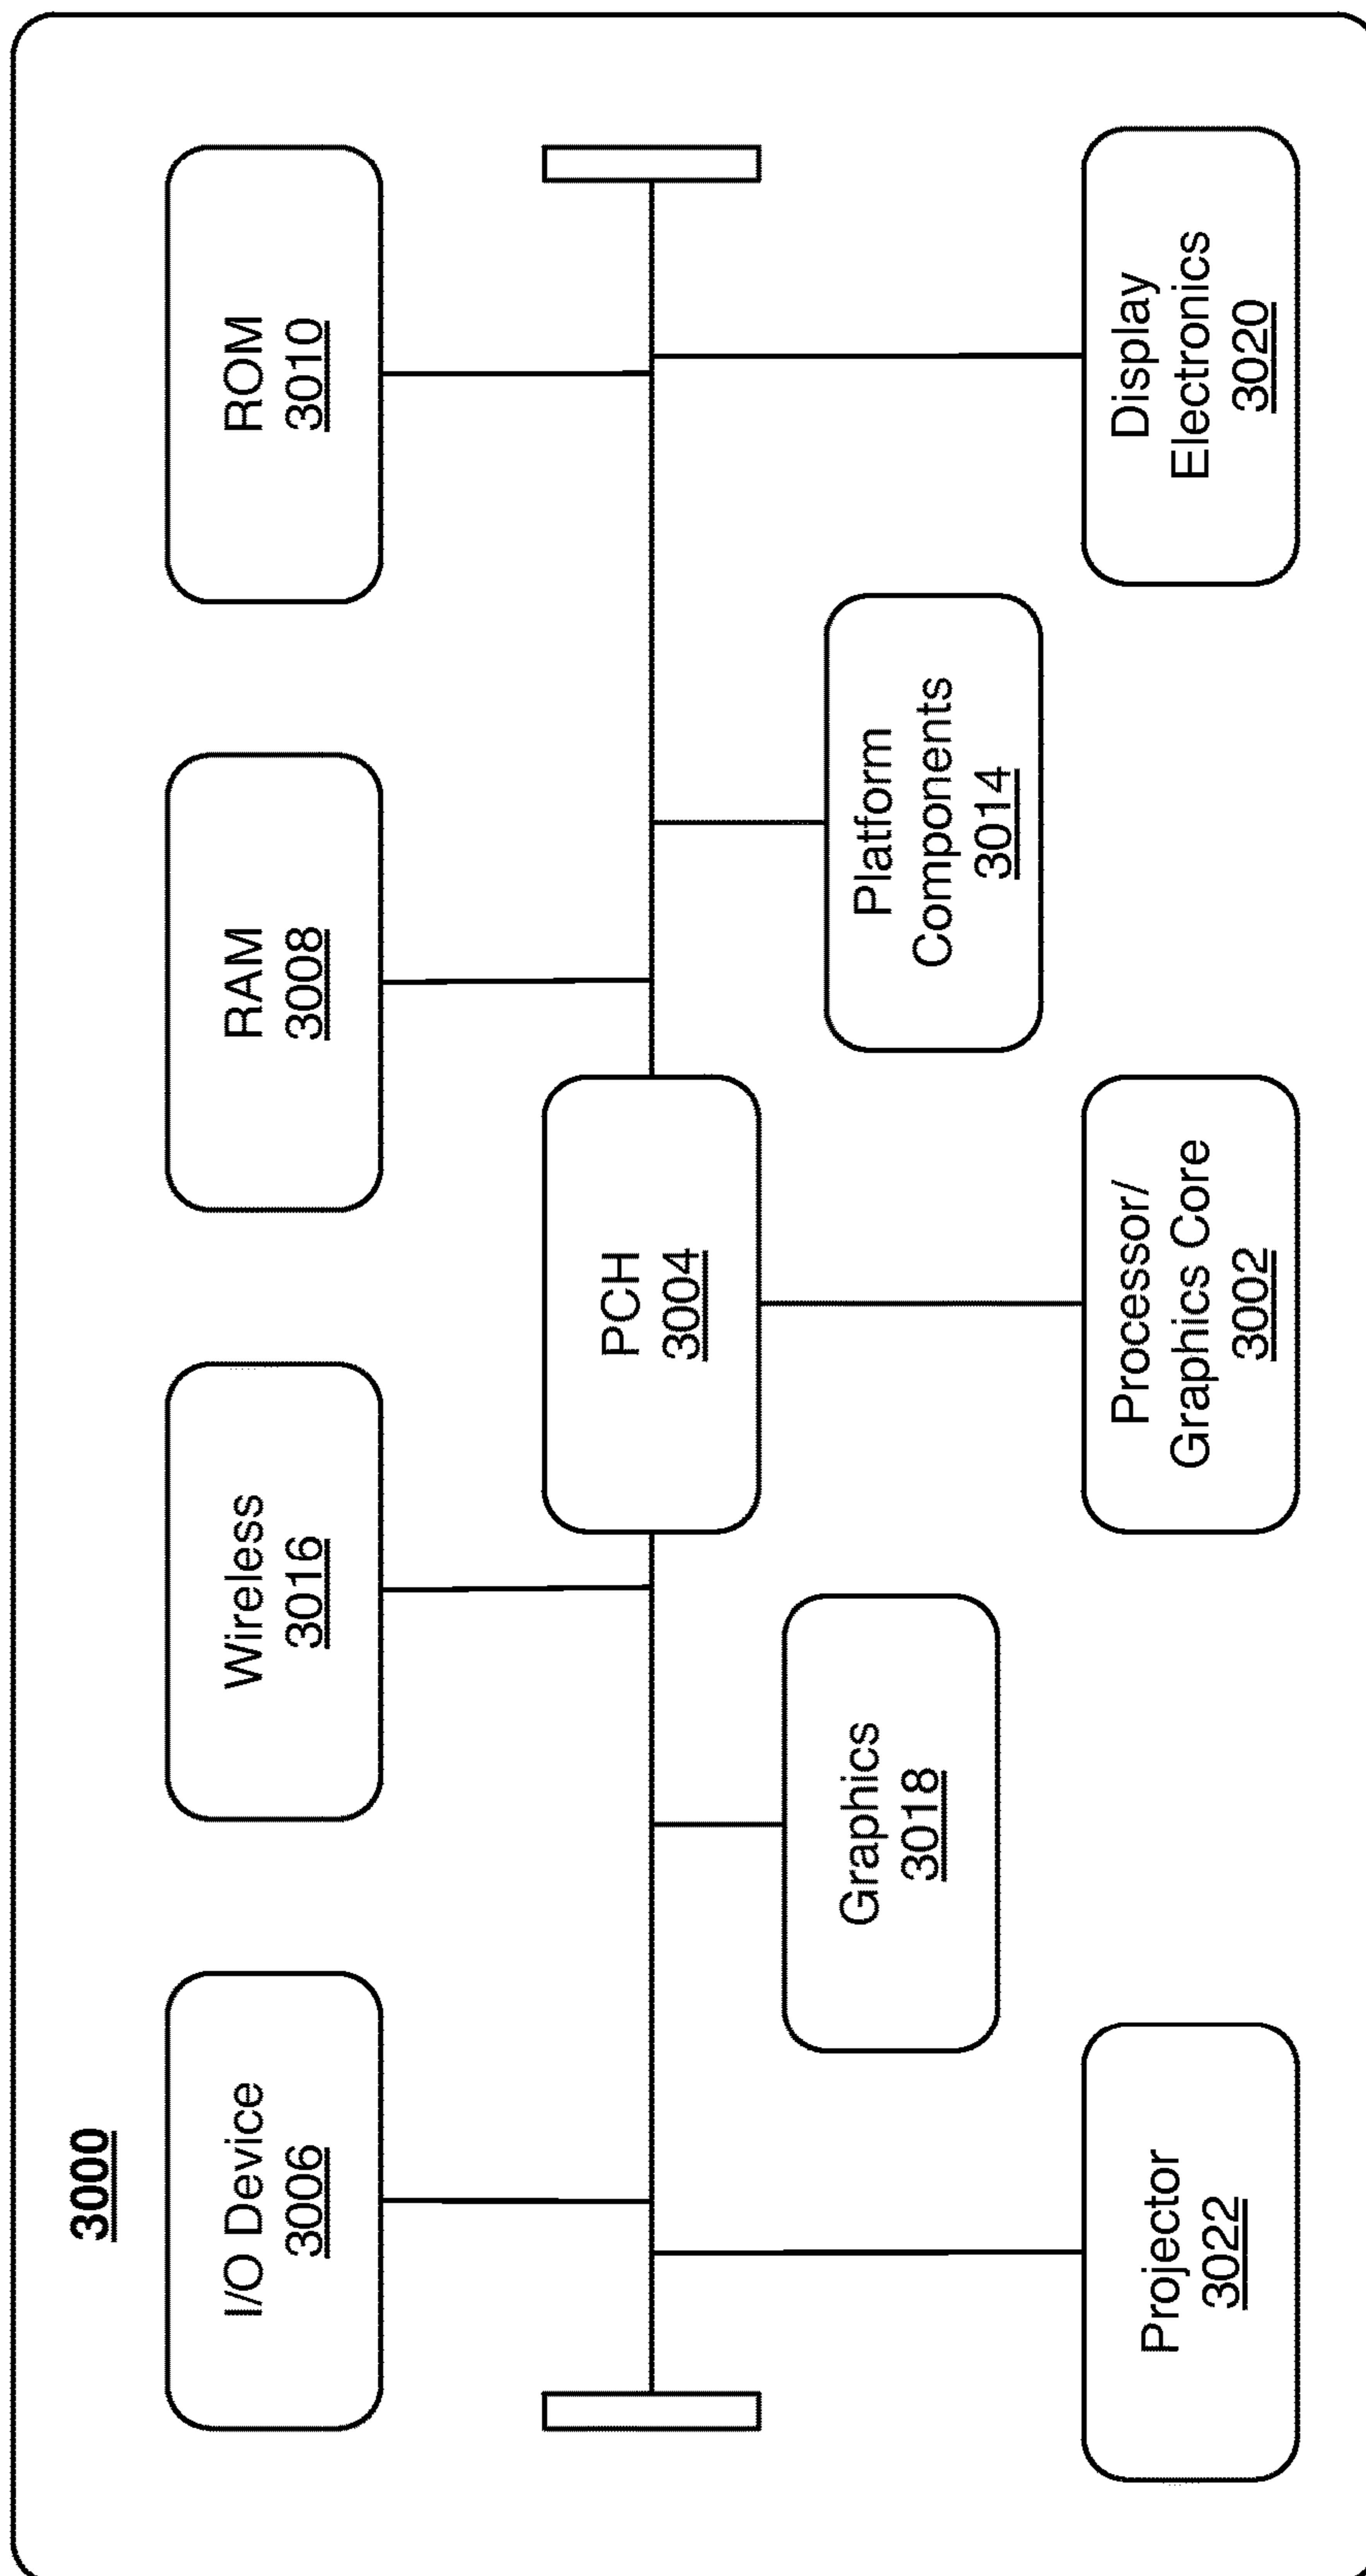 3000
I/O Device
3006
Wireless
3016
RAM
3008
ROM
3010
PCH
3004
Graphics
3018
Platform
Components
3014
Projector
3022
Processor/
Graphics Core
3002
Display
Electronics
3020